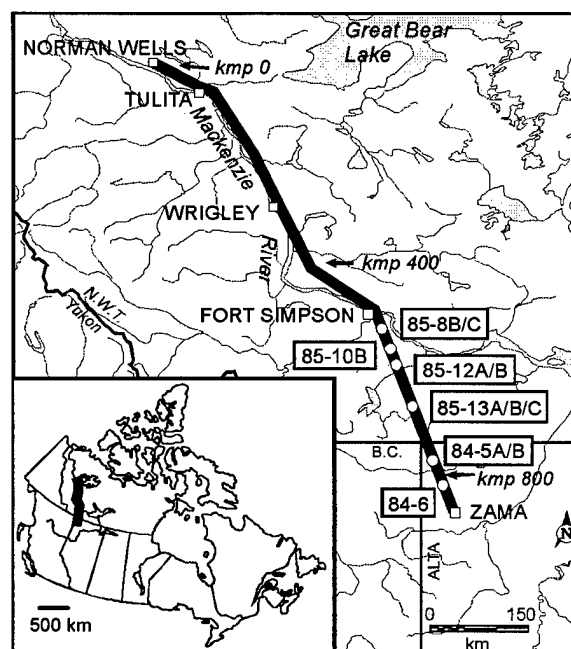 Great Bear
Lake
NORMAN WELLS
kmp 0
TULITA
Mackenzie
WRIGLEY
River
kmp 400
N.W.T.
Yukon
FORT SIMPSON
85-8B/C
85-10B
85-12A/B
85-13A/B/C
B.C.
84-5A/B
kmp 800
84-6
ZAMA
N
ALTA
0 150
km
500 km